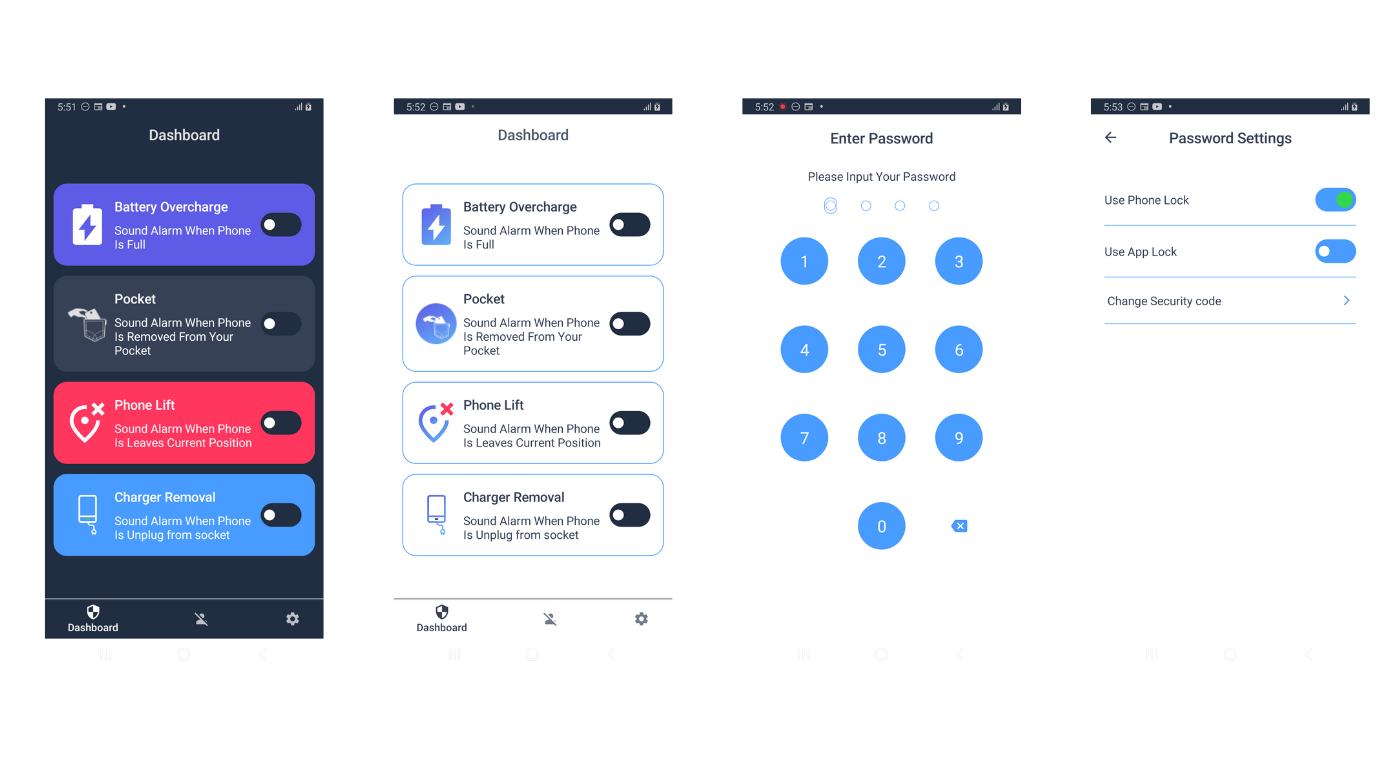 5:51
Dashboard
Battery Overcharge
Sound Alarm When Phone
Is Full
Pocket
Sound Alarm When Phone
Is Removed From Your
Pocket
Phone Lift
Sound Alarm When Phone
Is Leaves Current Position
Charger Removal
Sound Alarm When Phone
Is Unplug from socket
Dashboard
5:52
Dashboard
Battery Overcharge
Sound Alarm When Phone
Is Full
Pocket
Sound Alarm When Phone
Is Removed From Your
Pocket
Phone Lift
Sound Alarm When Phone
Is Leaves Current Position
Charger Removal
Sound Alarm When Phone
Is Unplug from socket
Dashboard
5:52
Enter Password
Please Input Your Password
1 2 3
4 5 6
7 8 9
0
5:53
Password Settings
Use Phone Lock
Use App Lock
Change Security code